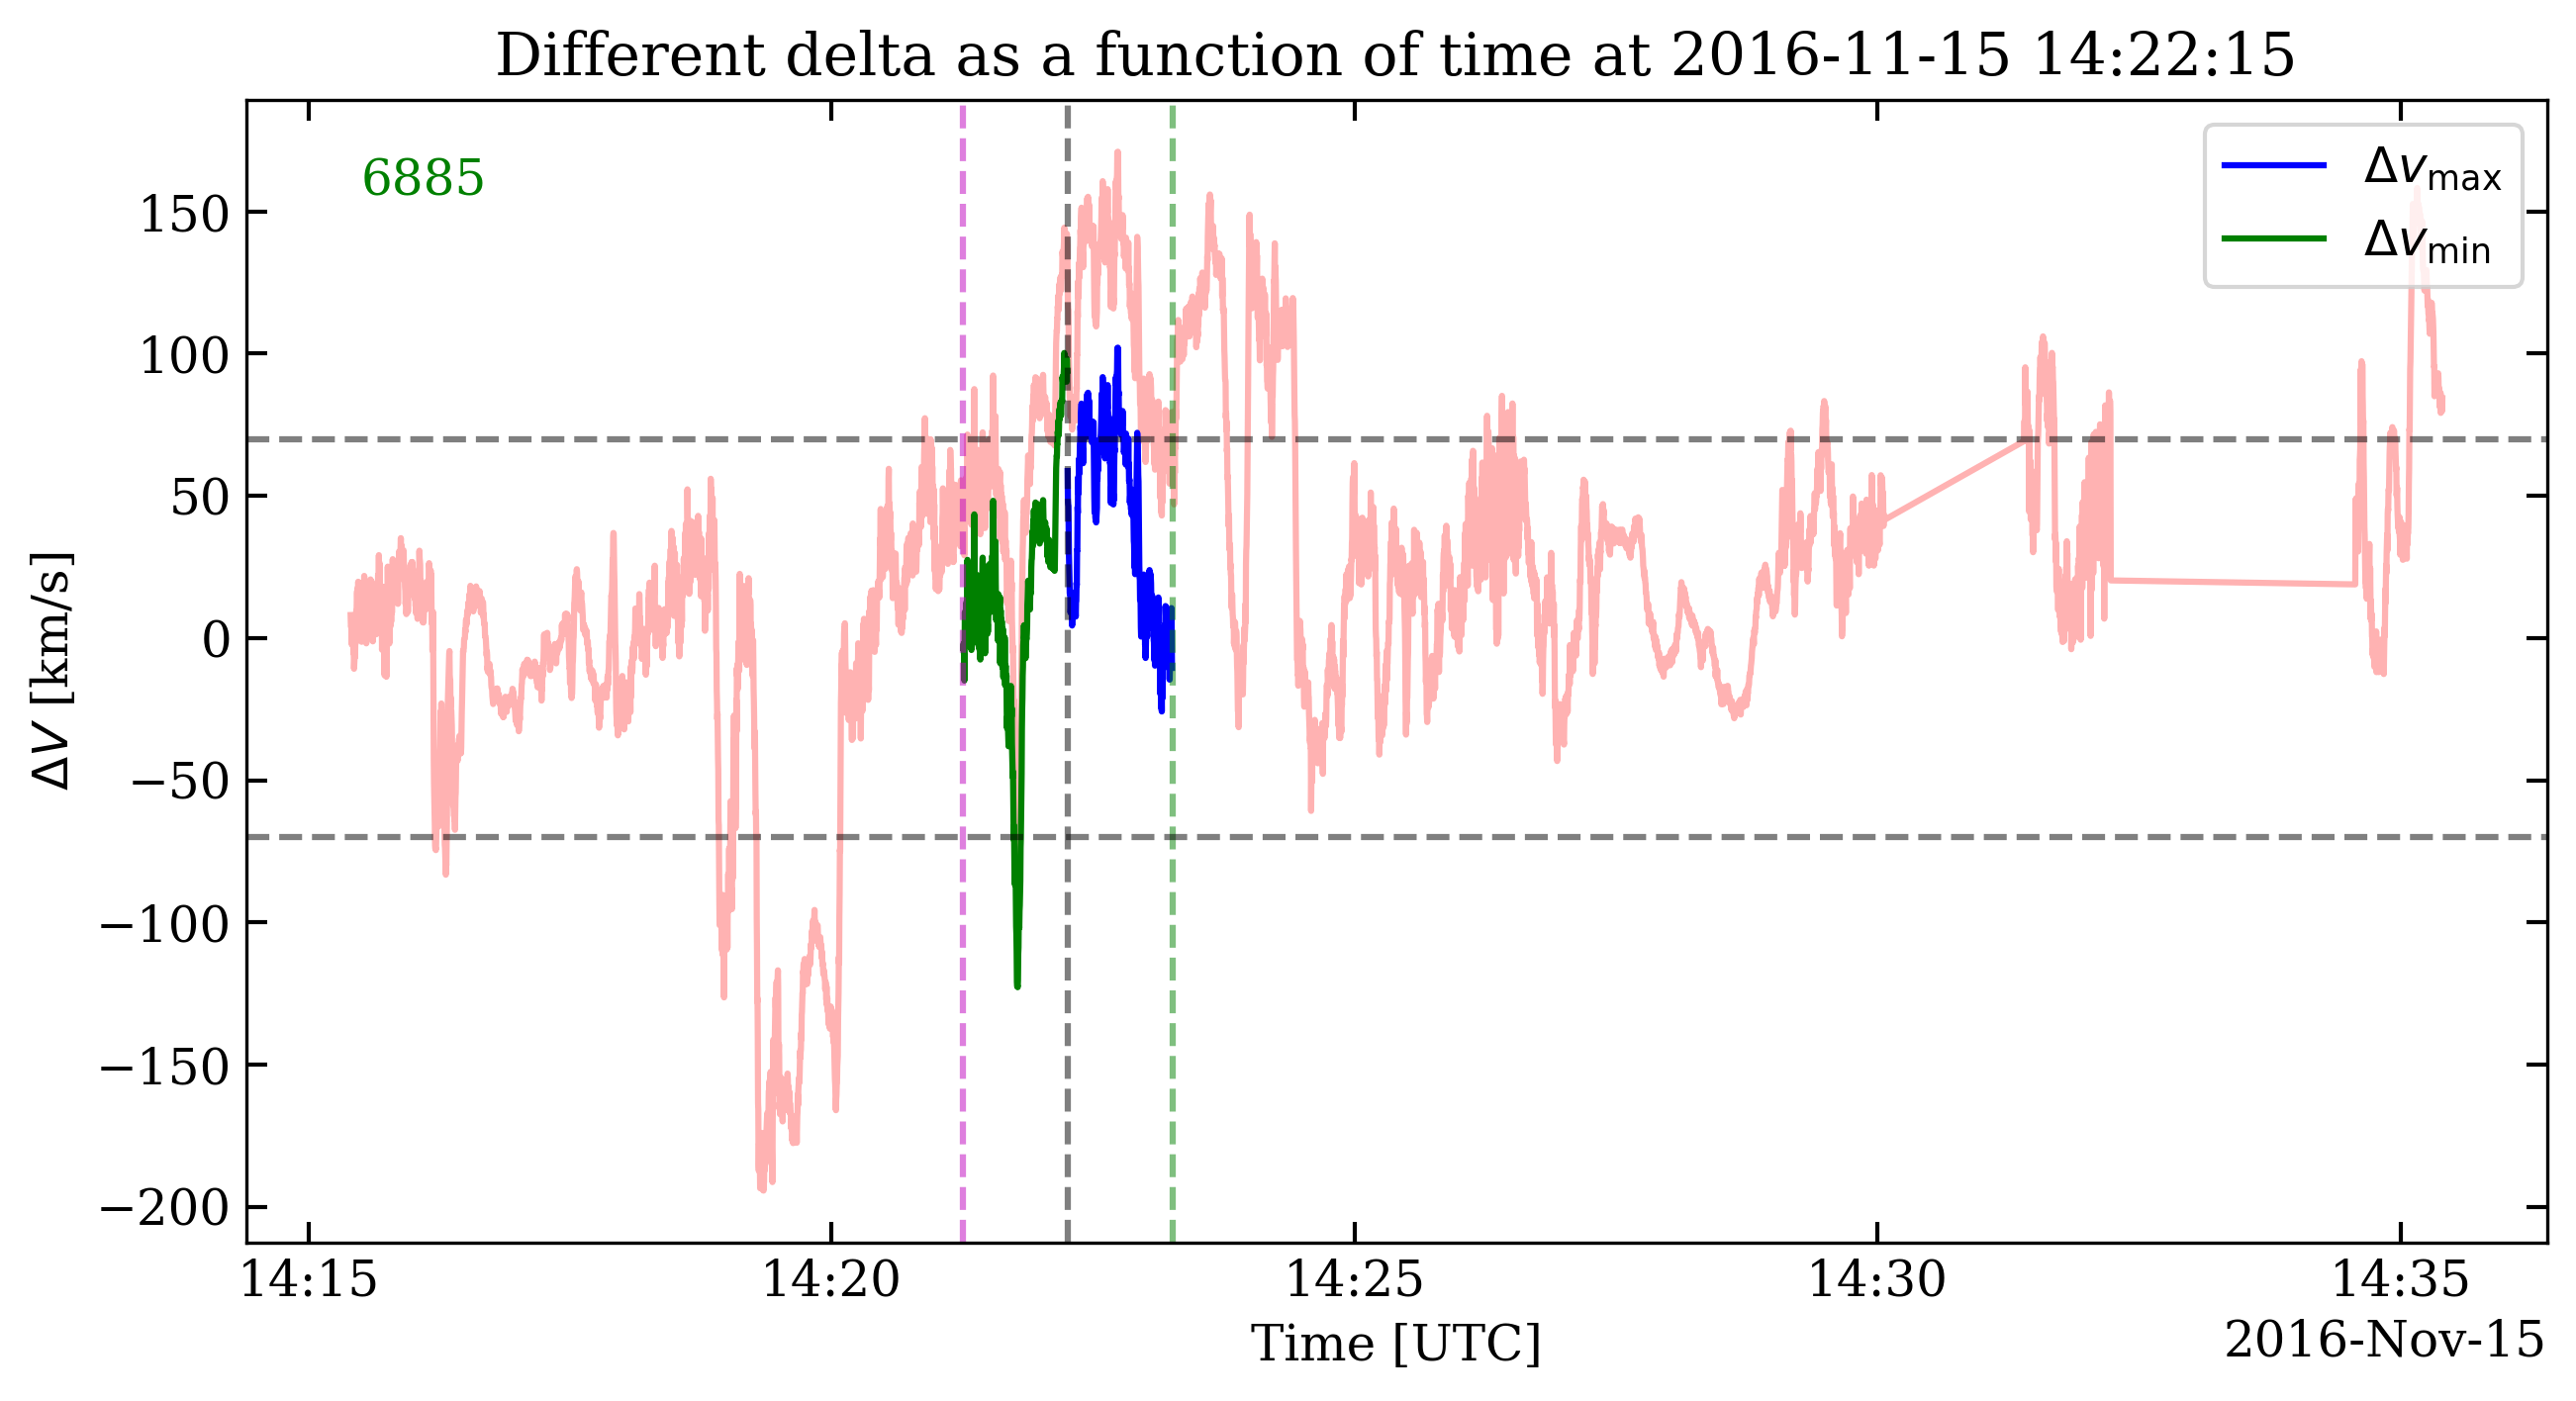 Different delta as a function of time at 2016-11-15 14:22:15
6885
Δv_max
Δv_min
ΔV [km/s]
150
100
50
0
−50
−100
−150
−200
14:15 14:20 14:25 14:30 14:35
Time [UTC]
2016-Nov-15